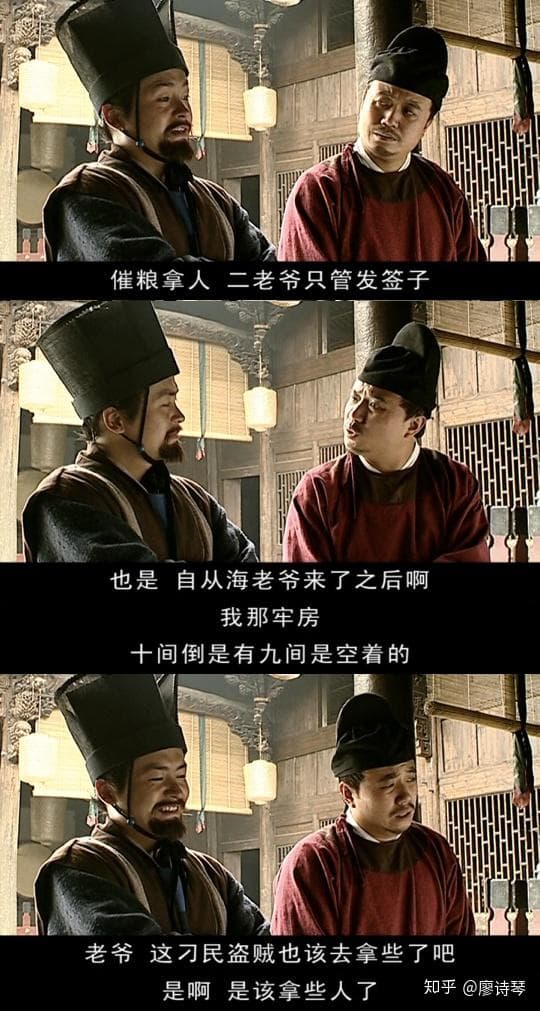 催粮拿人 二老爷只管发签子
也是 自从海老爷来了之后啊
我那牢房
十间倒是有九间是空着的
老爷 这刁民盗贼也该去拿些了吧
是啊 是该拿些人了
知乎 @廖诗琴